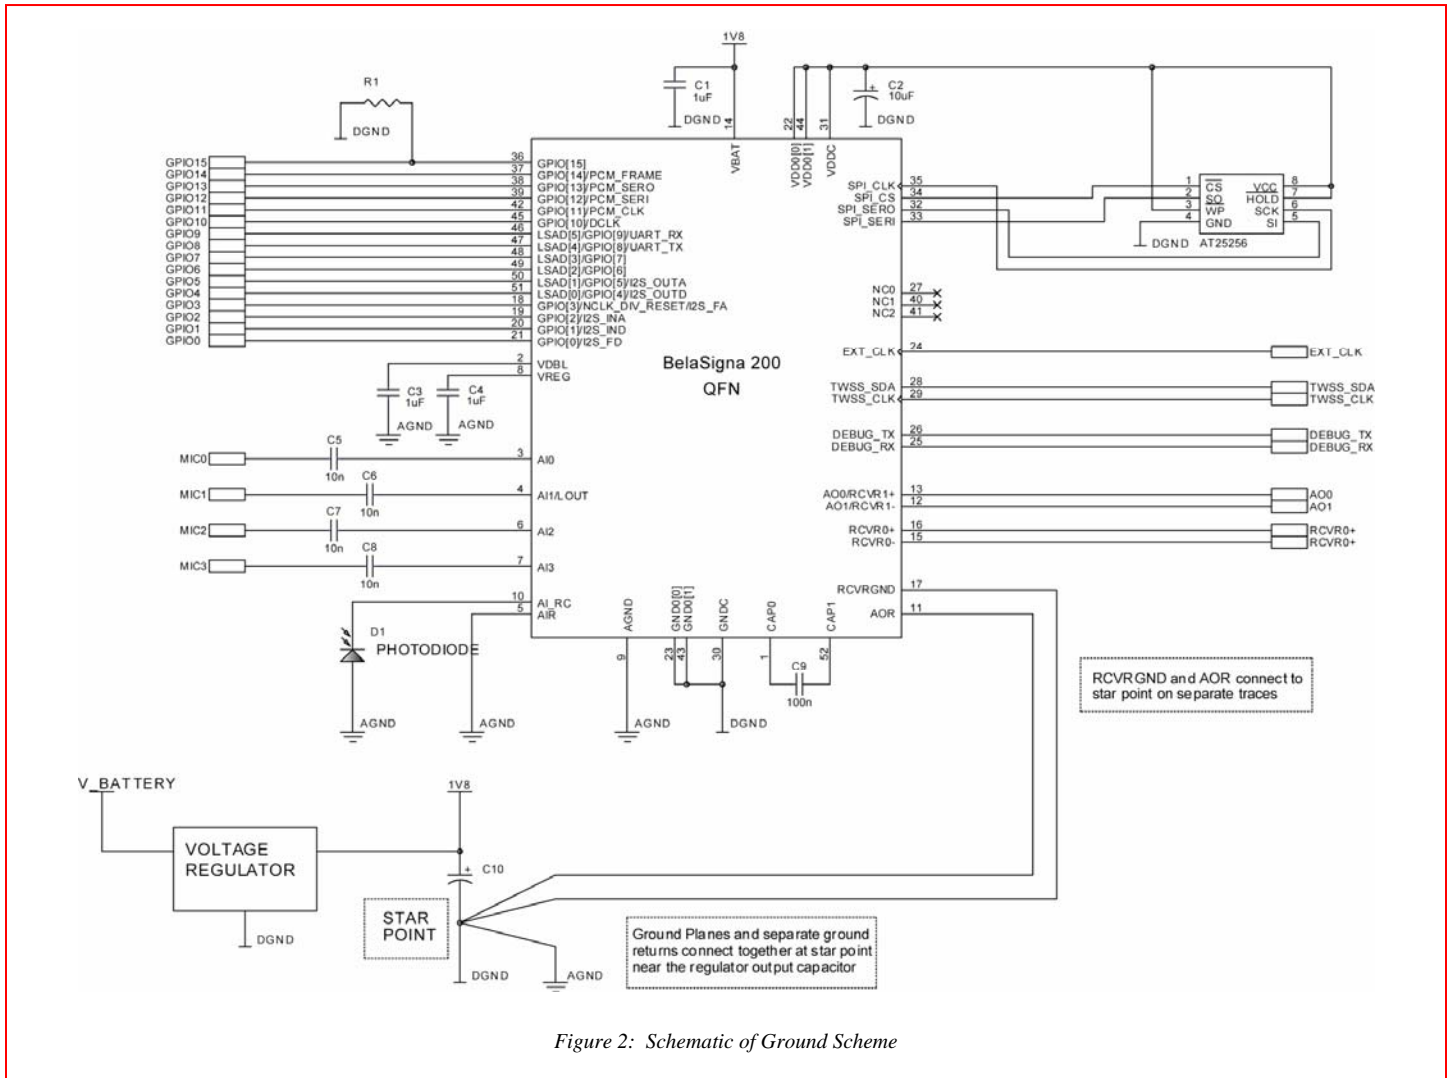 1V8
R1
DGND
C1
1uF
DGND
14
VBAT
22
44
31
VDD0[0]
VDD0[1]
VDDC
+
C2
10uF
DGND
GPIO15
GPIO14
GPIO13
GPIO12
GPIO11
GPIO10
GPIO9
GPIO8
GPIO7
GPIO6
GPIO5
GPIO4
GPIO3
GPIO2
GPIO1
GPIO0
36 GPIO[15]
37 GPIO[14]/PCM_FRAME
38 GPIO[13]/PCM_SERO
39 GPIO[12]/PCM_SERI
42 GPIO[11]/PCM_CLK
45 GPIO[10]/DCLK
46 LSAD[5]/GPIO[9]/UART_RX
47 LSAD[4]/GPIO[8]/UART_TX
48 LSAD[3]/GPIO[7]
49 LSAD[2]/GPIO[6]
50 LSAD[1]/GPIO[5]/I2S_OUTA
51 LSAD[0]/GPIO[4]/I2S_OUTD
18 GPIO[3]/NCLK_DIV_RESET/I2S_FA
19 GPIO[2]/I2S_INA
20 GPIO[1]/I2S_IND
21 GPIO[0]/I2S_FD
2 VDBL
8 VREG
C3
1uF
AGND
C4
1uF
AGND
BelaSigna 200
QFN
SPI_CLK 35
SPI_CS 34
SPI_SERO 32
SPI_SERI 33
1 CS
2 SO
3 WP
4 GND
VCC 8
HOLD 7
SCK 6
SI 5
DGND
AT25256
NC0 27
NC1 40
NC2 41
EXT_CLK 24 EXT_CLK
TWSS_SDA 28 TWSS_SDA
TWSS_CLK 29 TWSS_CLK
DEBUG_TX 26 DEBUG_TX
DEBUG_RX 25 DEBUG_RX
AO0/RCVR1+ 13 AO0
AO1/RCVR1- 12 AO1
RCVR0+ 16 RCVR0+
RCVR0- 15 RCVR0+
RCVRGND 17
AOR 11
MIC0
C5
10n
3 AI0
MIC1
C6
10n
4 AI1/LOUT
MIC2
C7
10n
6 AI2
MIC3
C8
10n
7 AI3
10 AI_RC
5 AIR
D1
PHOTODIODE
AGND
AGND
AGND
9
AGND
GND0[0]
GND0[1]
GNDC
23
43
30
DGND
CAP0
CAP1
1
52
C9
100n
RCVRGND and AOR connect to
star point on separate traces
V_BATTERY
VOLTAGE
REGULATOR
DGND
1V8
+
C10
STAR
POINT
DGND
AGND
Ground Planes and separate ground
returns connect together at star point
near the regulator output capacitor
Figure 2: Schematic of Ground Scheme